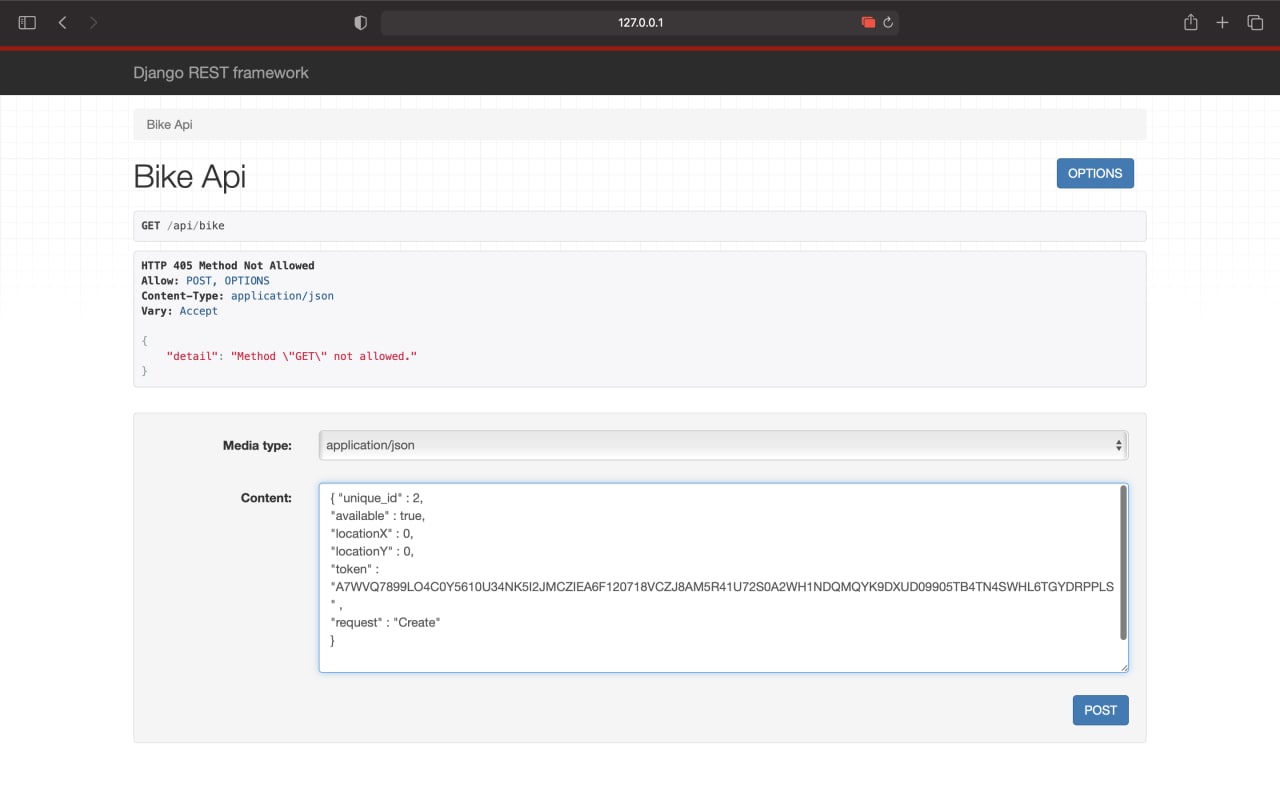 127.0.0.1
Django REST framework
Bike Api
Bike Api
OPTIONS
GET /api/bike
HTTP 405 Method Not Allowed
Allow: POST, OPTIONS
Content-Type: application/json
Vary: Accept
{
"detail": "Method \"GET\" not allowed."
}
Media type:
application/json
Content:
{ "unique_id" : 2,
"available" : true,
"locationX" : 0,
"locationY" : 0,
"token" :
"A7WVQ7899LO4C0Y5610U34NK5I2JMCZIEA6F120718VCZJ8AM5R41U72S0A2WH1NDQMQYK9DXUD09905TB4TN4SWHL6TGYDRPPLS
" ,
"request" : "Create"
}
POST